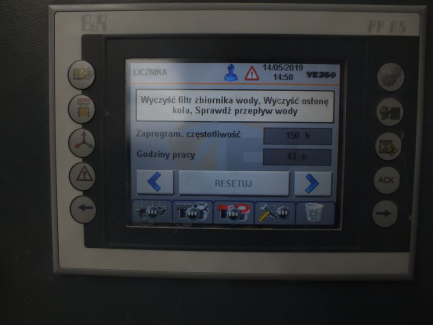 B&R
PP 65
LICZNIKA
14/05/2019
14:50
VE350
Wyczyść filtr zbiornika wody, Wyczyść osłonę
koła, Sprawdź przepływ wody
Zaprogram. częstotliwość
150 h
Godziny pracy
43 h
RESETUJ
ACK